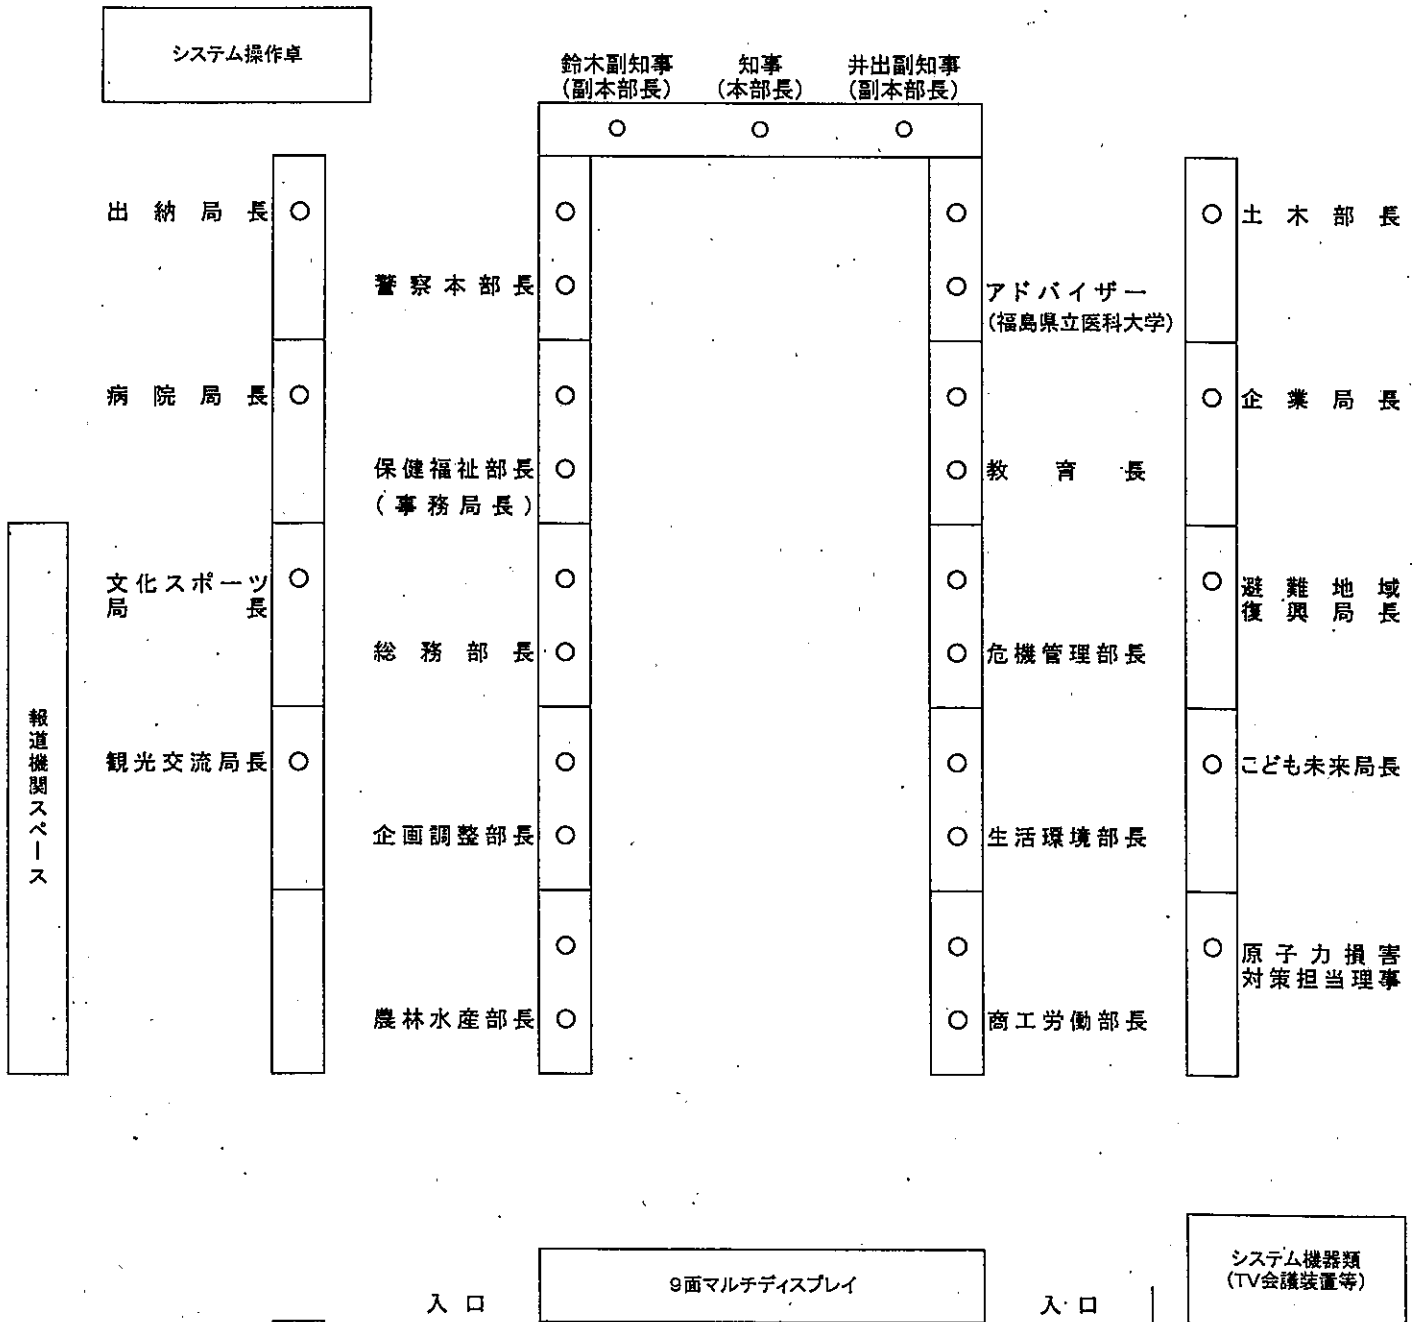 システム操作卓
鈴木副知事
(副本部長)
知事
(本部長)
井出副知事
(副本部長)
出納局長
警察本部長
病院局長
保健福祉部長
(事務局長)
文化スポーツ
局長
総務部長
観光交流局長
企画調整部長
農林水産部長
アドバイザー
(福島県立医科大学)
教育長
危機管理部長
生活環境部長
商工労働部長
土木部長
企業局長
避難地域
復興局長
こども未来局長
原子力損害
対策担当理事
報道機関スペース
入口
9面マルチディスプレイ
入口
システム機器類
(TV会議装置等)